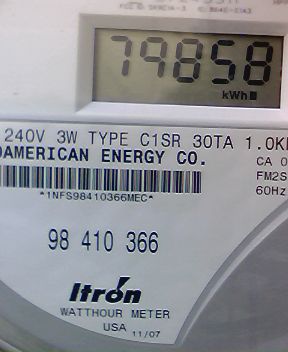 79858
kWh
240V 3W TYPE C1SR 30TA 1.0K
AMERICAN ENERGY CO.
CA 0
FM2S
60Hz
*1NFS98410366MEC*
98 410 366
Itrón
WATTHOUR METER
USA 11/07